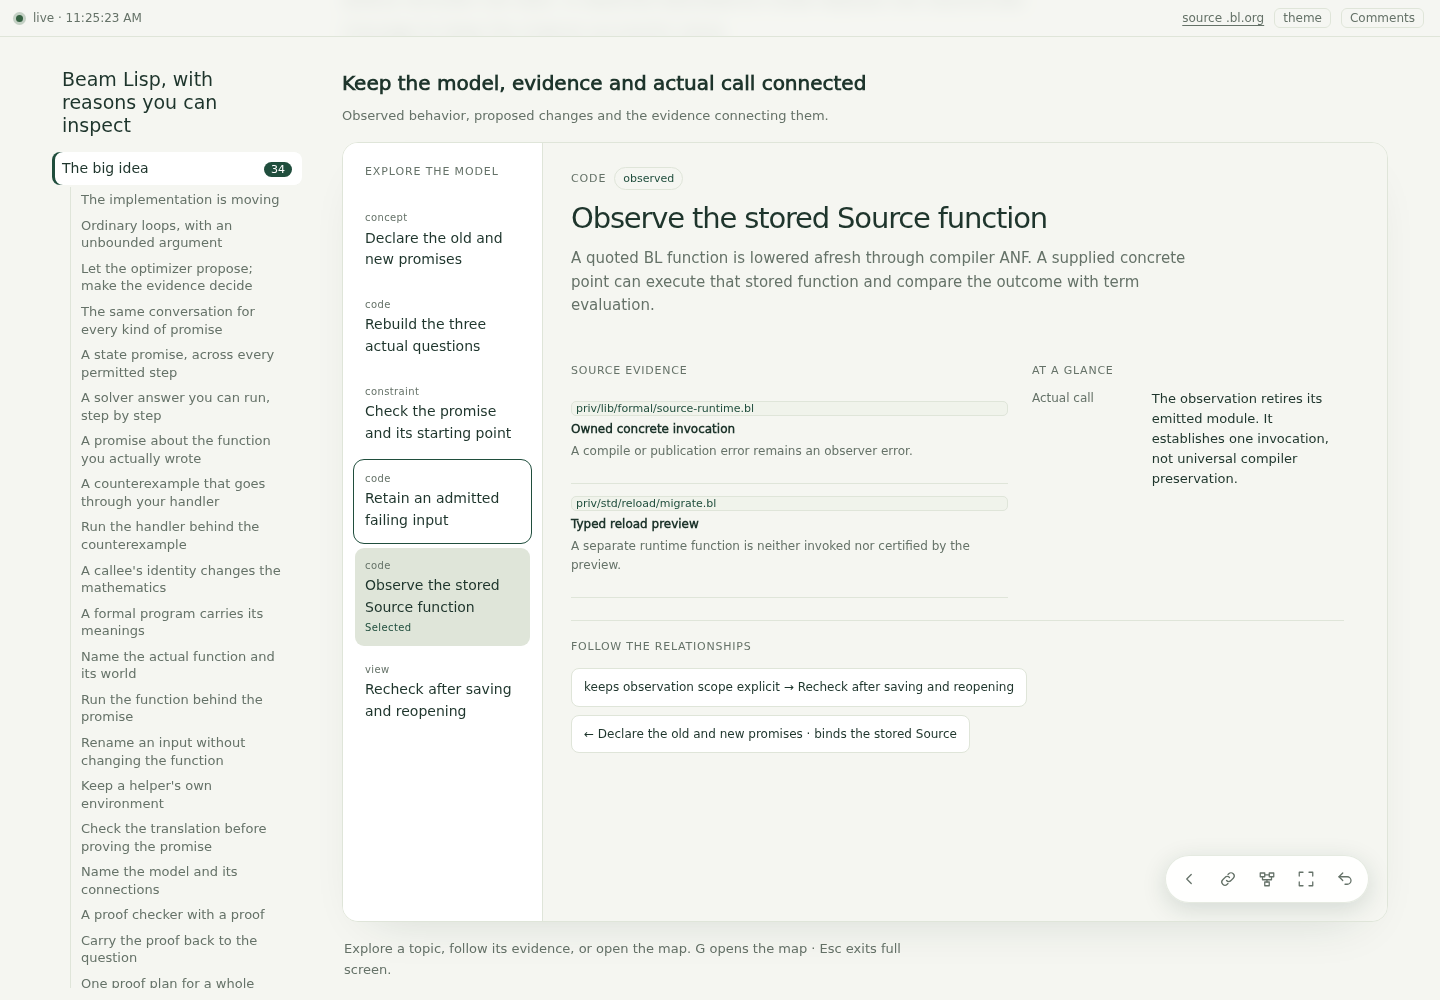 live · 11:25:23 AM
source .bl.org
theme
Comments
Beam Lisp, with
reasons you can
inspect
The big idea
34
The implementation is moving
Ordinary loops, with an
unbounded argument
Let the optimizer propose;
make the evidence decide
The same conversation for
every kind of promise
A state promise, across every
permitted step
A solver answer you can run,
step by step
A promise about the function
you actually wrote
A counterexample that goes
through your handler
Run the handler behind the
counterexample
A callee's identity changes the
mathematics
A formal program carries its
meanings
Name the actual function and
its world
Run the function behind the
promise
Rename an input without
changing the function
Keep a helper's own
environment
Check the translation before
proving the promise
Name the model and its
connections
A proof checker with a proof
Carry the proof back to the
question
One proof plan for a whole
Keep the model, evidence and actual call connected
Observed behavior, proposed changes and the evidence connecting them.
EXPLORE THE MODEL
concept
Declare the old and
new promises
code
Rebuild the three
actual questions
constraint
Check the promise
and its starting point
code
Retain an admitted
failing input
code
Observe the stored
Source function
Selected
view
Recheck after saving
and reopening
CODE
observed
Observe the stored Source function
A quoted BL function is lowered afresh through compiler ANF. A supplied concrete
point can execute that stored function and compare the outcome with term
evaluation.
SOURCE EVIDENCE
priv/lib/formal/source-runtime.bl
Owned concrete invocation
A compile or publication error remains an observer error.
priv/std/reload/migrate.bl
Typed reload preview
A separate runtime function is neither invoked nor certified by the
preview.
AT A GLANCE
Actual call
The observation retires its
emitted module. It
establishes one invocation,
not universal compiler
preservation.
FOLLOW THE RELATIONSHIPS
keeps observation scope explicit → Recheck after saving and reopening
← Declare the old and new promises · binds the stored Source
Explore a topic, follow its evidence, or open the map. G opens the map · Esc exits full
screen.